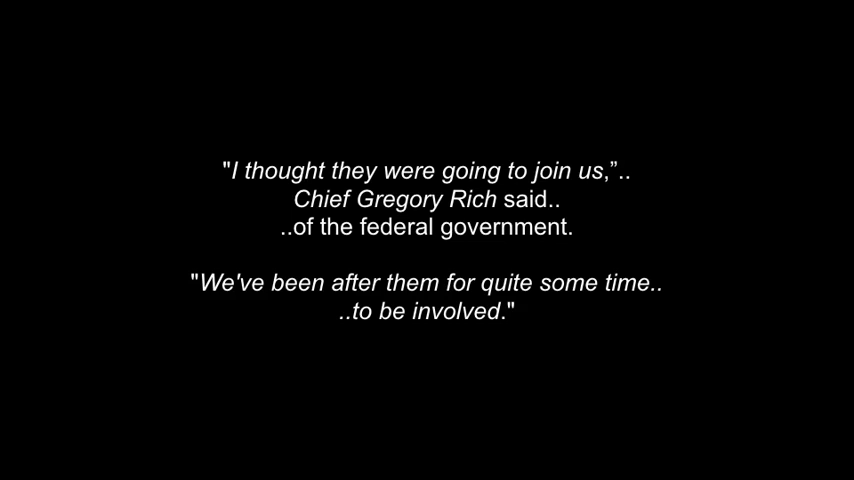 "I thought they were going to join us,”..
Chief Gregory Rich said..
..of the federal government.
"We've been after them for quite some time..
..to be involved."